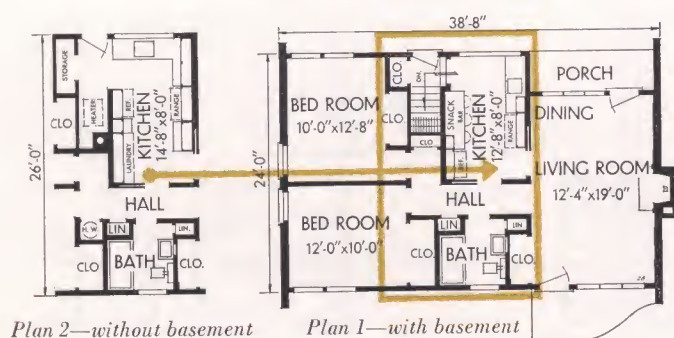 38'-8"
26'-0"
STORAGE
HEATER
CLO.
LAUNDRY
REF.
KITCHEN
14'-8"x8'-0"
RANGE
HALL
H.W.
LIN
LIN.
CLO.
BATH
CLO.
Plan 2—without basement
24'-0"
BED ROOM
10'-0"x12'-8"
CLO.
CLO.
DN.
CLO
SNACK
BAR
REF.
KITCHEN
12'-8"x8'-0"
RANGE
PORCH
DINING
LIVING ROOM
12'-4"x19'-0"
HALL
BED ROOM
12'-0"x10'-0"
LIN
LIN
CLO.
BATH
CLO.
Plan 1—with basement